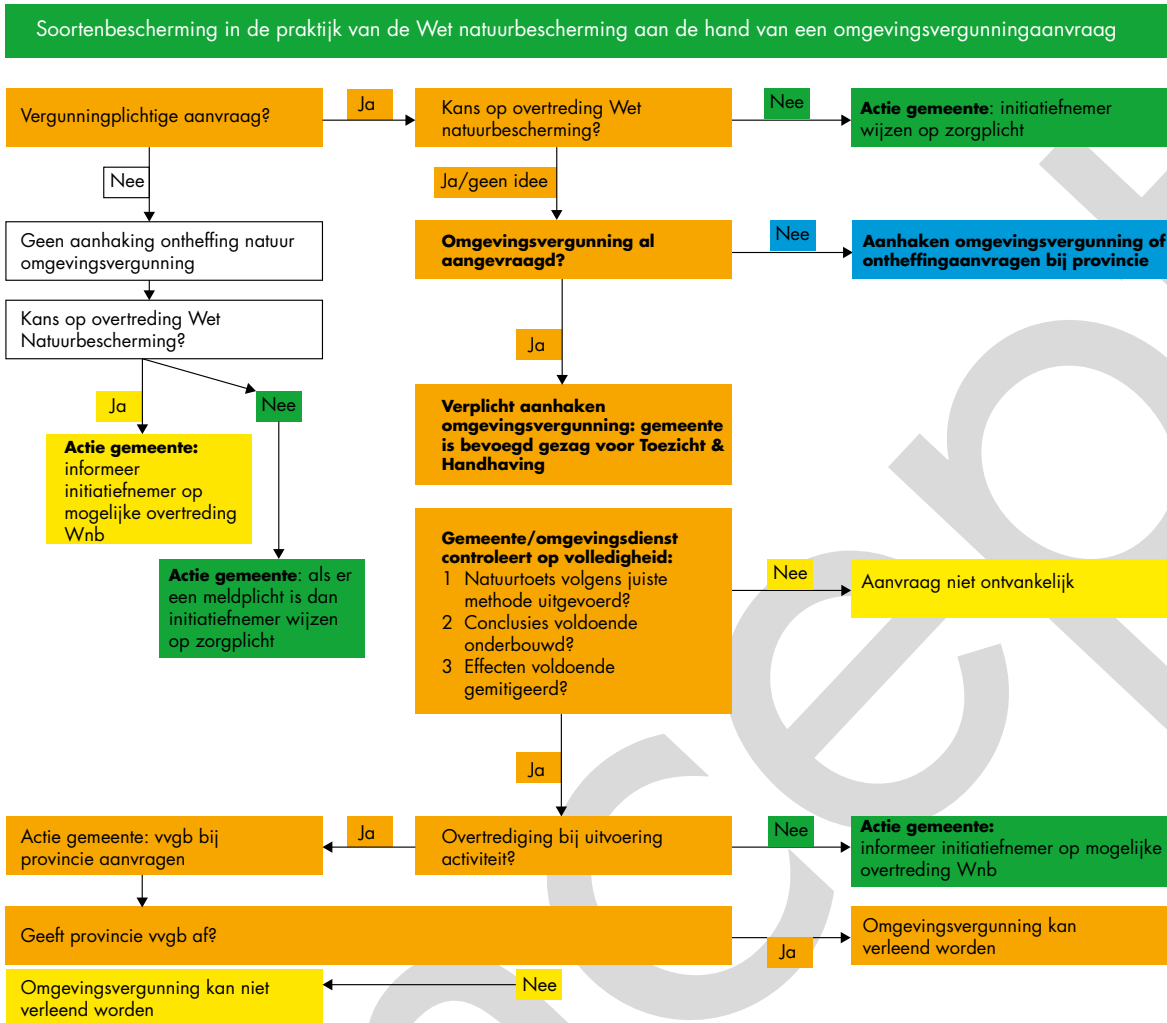 Soortenbescherming in de praktijk van de Wet natuurbescherming aan de hand van een omgevingsvergunningaanvraag
Vergunningplichtige aanvraag?
Ja
Kans op overtreding Wet
natuurbescherming?
Nee
Actie gemeente: initiatiefnemer
wijzen op zorgplicht
Nee
Ja/geen idee
Geen aanhaking ontheffing natuur
omgevingsvergunning
Omgevingsvergunning al
aangevraagd?
Nee
Aanhaken omgevingsvergunning of
ontheffingaanvragen bij provincie
Kans op overtreding Wet
Natuurbescherming?
Ja
Ja
Nee
Verplicht aanhaken
omgevingsvergunning: gemeente
is bevoegd gezag voor Toezicht &
Handhaving
Actie gemeente:
informeer
initiatiefnemer op
mogelijke overtreding
Wnb
Actie gemeente: als er
een meldplicht is dan
initiatiefnemer wijzen
op zorgplicht
Gemeente/omgevingsdienst
controleert op volledigheid:
1 Natuurtoets volgens juiste
methode uitgevoerd?
2 Conclusies voldoende
onderbouwd?
3 Effecten voldoende
gemitigeerd?
Nee
Aanvraag niet ontvankelijk
Ja
Actie gemeente: vvgb bij
provincie aanvragen
Ja
Overtrediging bij uitvoering
activiteit?
Nee
Actie gemeente:
informeer initiatiefnemer op mogelijke
overtreding Wnb
Geeft provincie vvgb af?
Ja
Omgevingsvergunning kan
verleend worden
Nee
Omgevingsvergunning kan niet
verleend worden